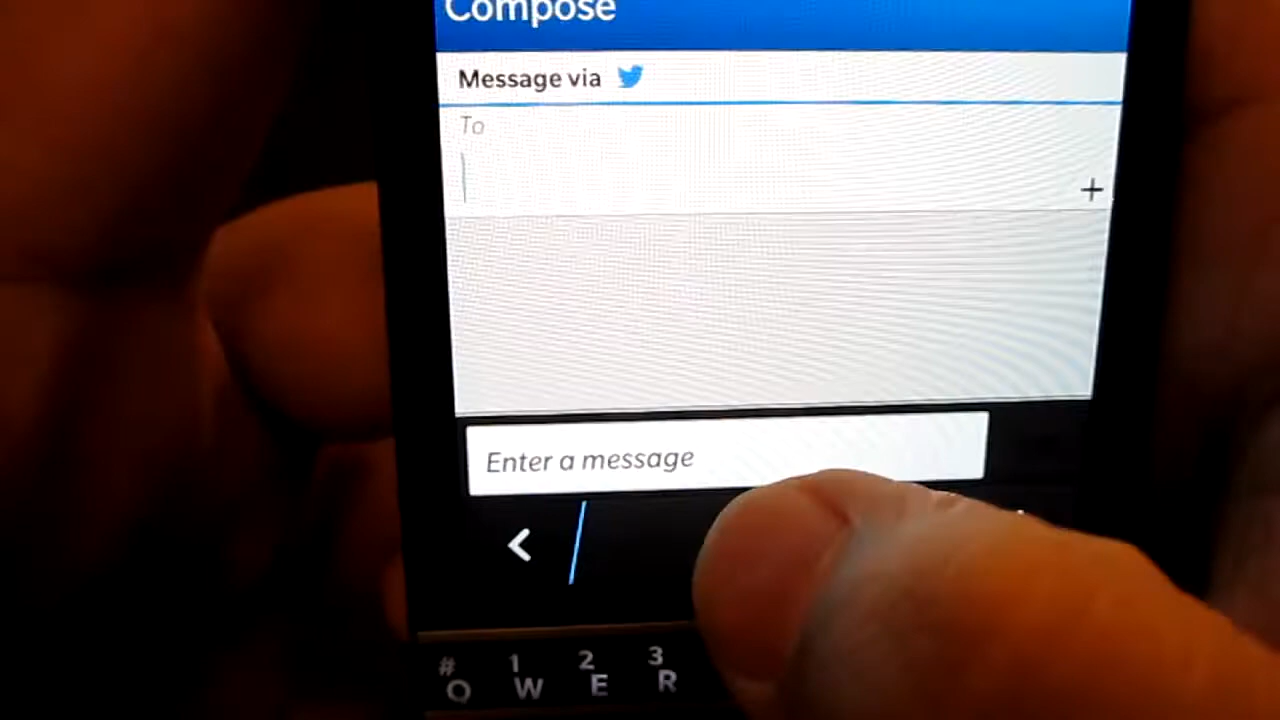 Compose
Message via
To
+
Enter a message
<
# 1 2 3
Q W E R